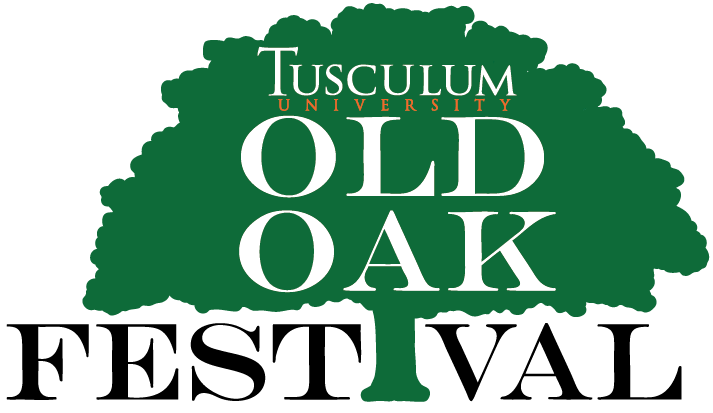 TUSCULUM
UNIVERSITY
OLD
OAK
FESTIVAL